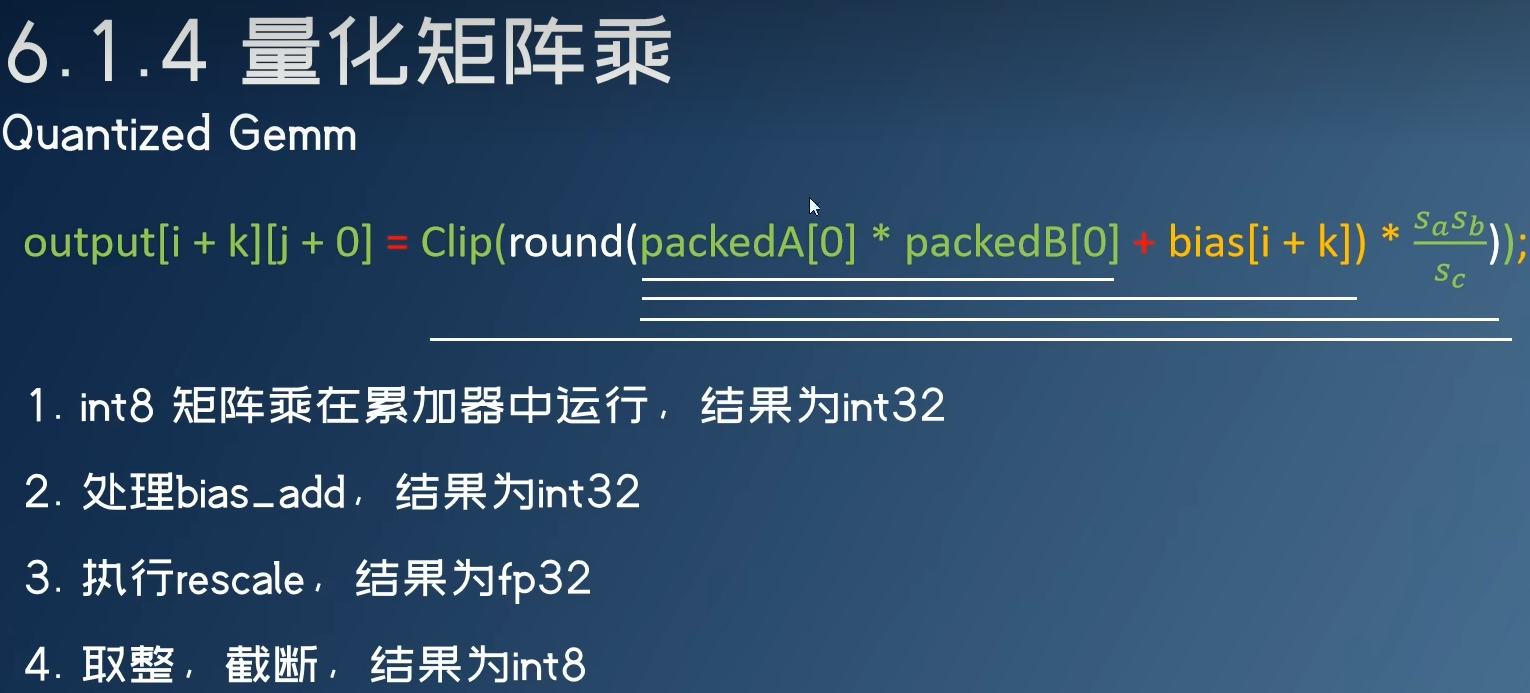 6.1.4 量化矩阵乘
Quantized Gemm
output[i + k][j + 0] = Clip(round(packedA[0] * packedB[0] + bias[i + k]) * \frac{s_a s_b}{s_c}));
1. int8 矩阵乘在累加器中运行，结果为int32
2. 处理bias_add，结果为int32
3. 执行rescale，结果为fp32
4. 取整，截断，结果为int8